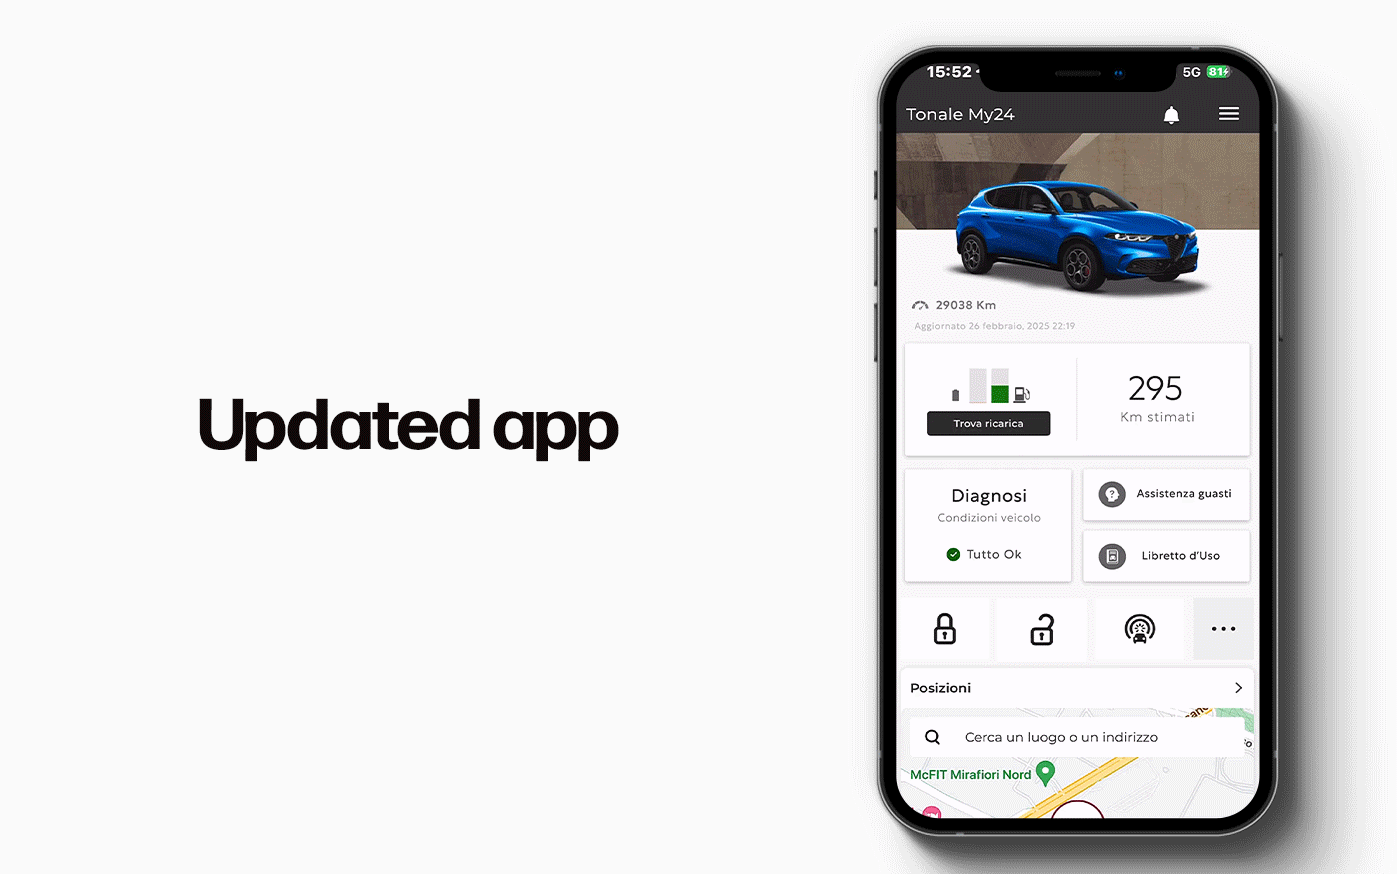 Updated app
15:52
5G 81
Tonale My24
29038 Km
Aggiornato 26 febbraio, 2025 22:19
Trova ricarica
295
Km stimati
Diagnosi
Condizioni veicolo
Tutto Ok
Assistenza guasti
Libretto d'Uso
Posizioni
Cerca un luogo o un indirizzo
McFIT Mirafiori Nord